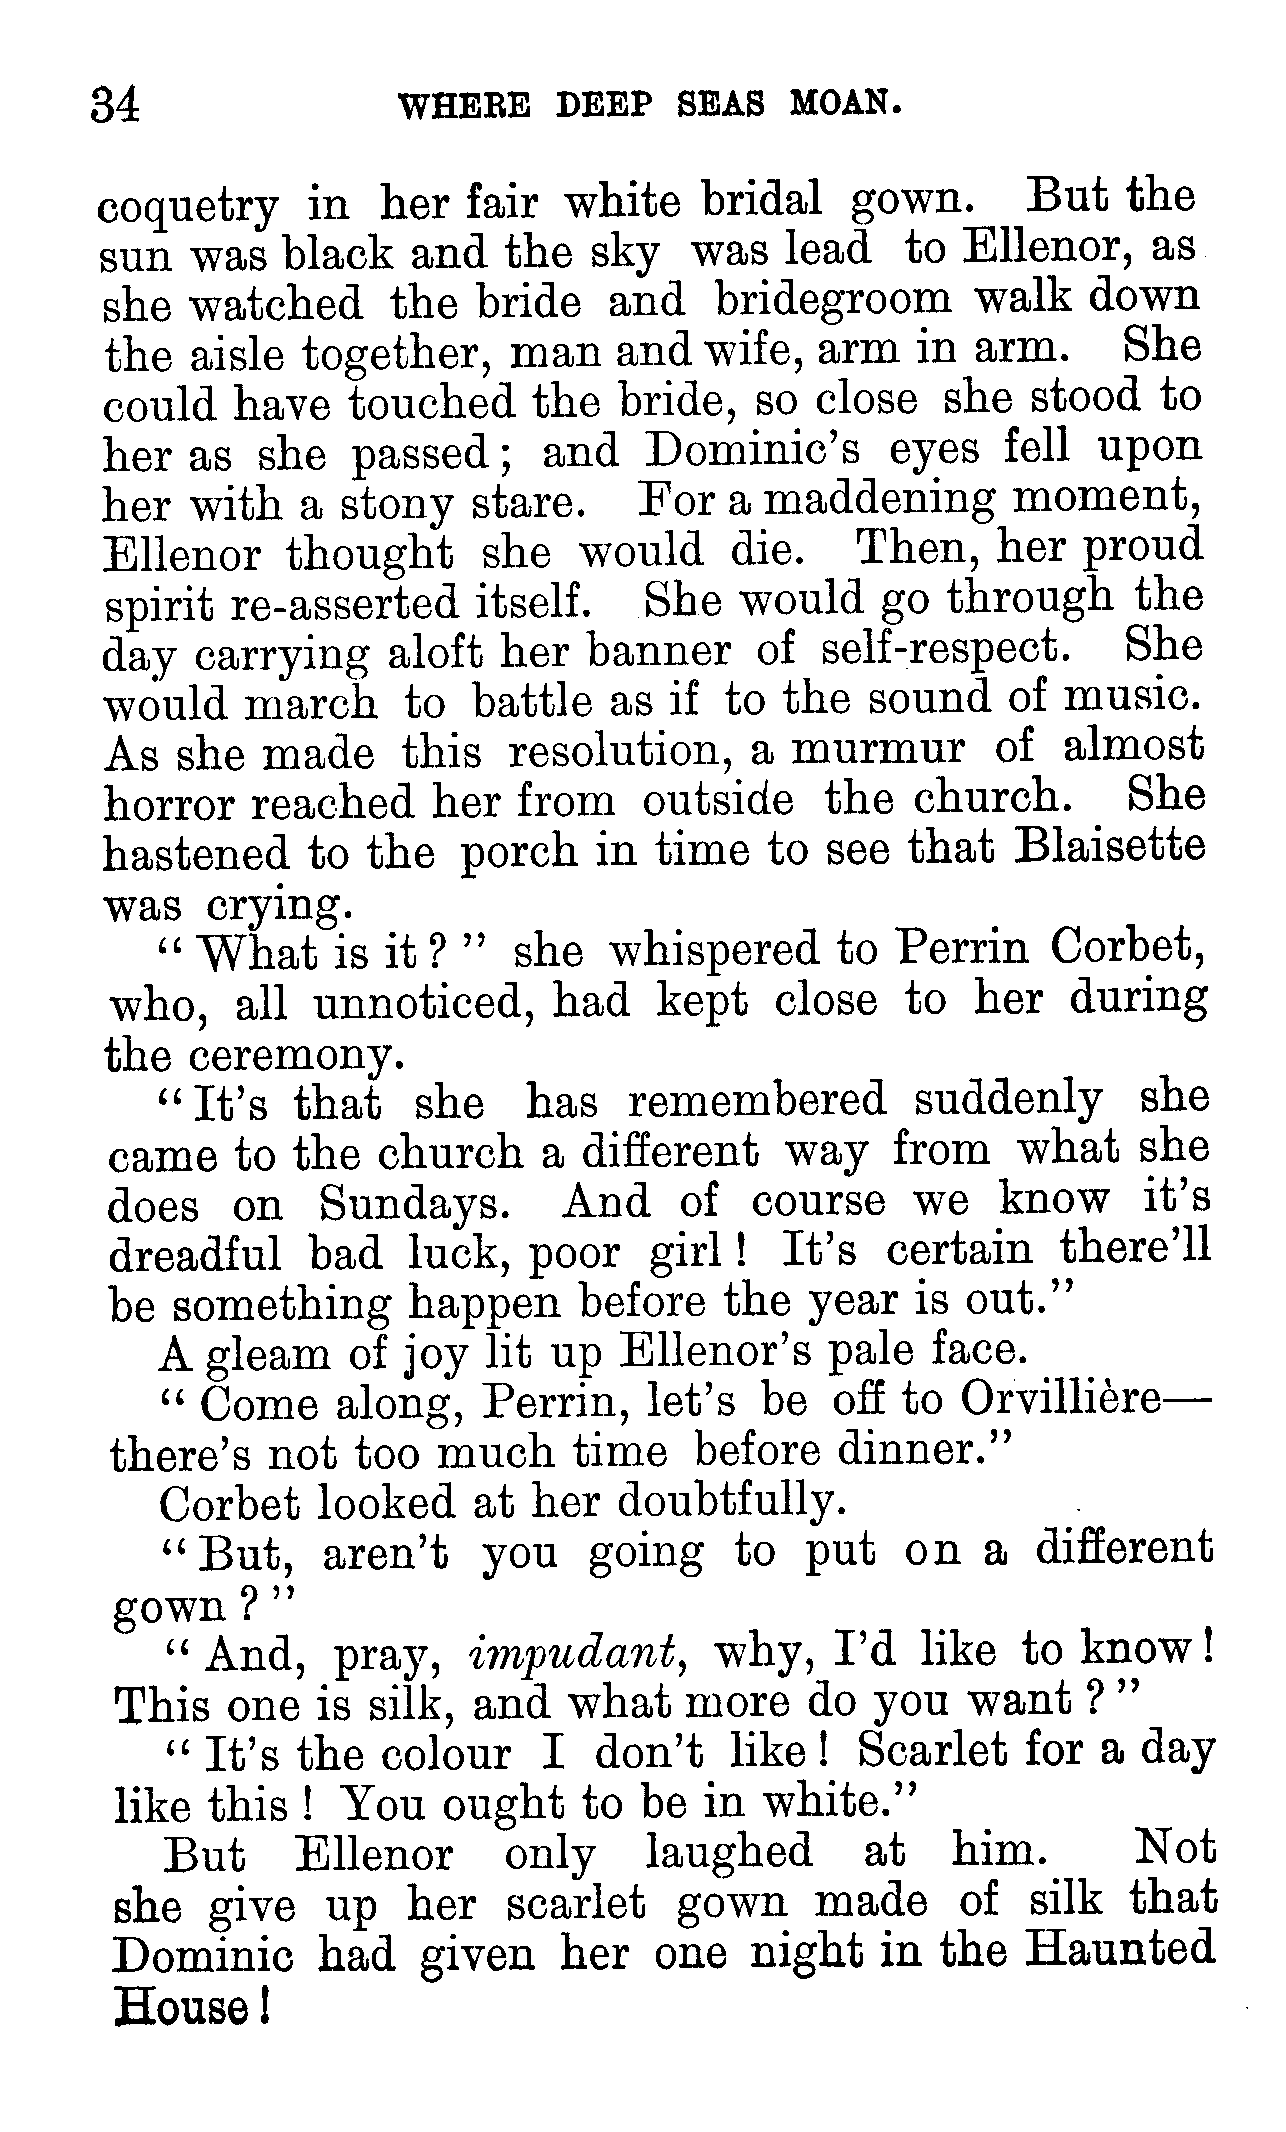 34 WHERE DEEP SEAS MOAN.
coquetry in her fair white bridal gown. But the
sun was black and the sky was lead to Ellenor, as
she watched the bride and bridegroom walk down
the aisle together, man and wife, arm in arm. She
could have touched the bride, so close she stood to
her as she passed; and Dominic's eyes fell upon
her with a stony stare. For a maddening moment,
Ellenor thought she would die. Then, her proud
spirit re-asserted itself. She would go through the
day carrying aloft her banner of self-respect. She
would march to battle as if to the sound of music.
As she made this resolution, a murmur of almost
horror reached her from outside the church. She
hastened to the porch in time to see that Blaisette
was crying.
"What is it?" she whispered to Perrin Corbet,
who, all unnoticed, had kept close to her during
the ceremony.
"It's that she has remembered suddenly she
came to the church a different way from what she
does on Sundays. And of course we know it's
dreadful bad luck, poor girl! It's certain there'll
be something happen before the year is out."
A gleam of joy lit up Ellenor's pale face.
"Come along, Perrin, let's be off to Orvillière—
there's not too much time before dinner."
Corbet looked at her doubtfully.
"But, aren't you going to put on a different
gown?"
"And, pray, impudant, why, I'd like to know!
This one is silk, and what more do you want?"
"It's the colour I don't like! Scarlet for a day
like this! You ought to be in white."
But Ellenor only laughed at him. Not
she give up her scarlet gown made of silk that
Dominic had given her one night in the Haunted
House!